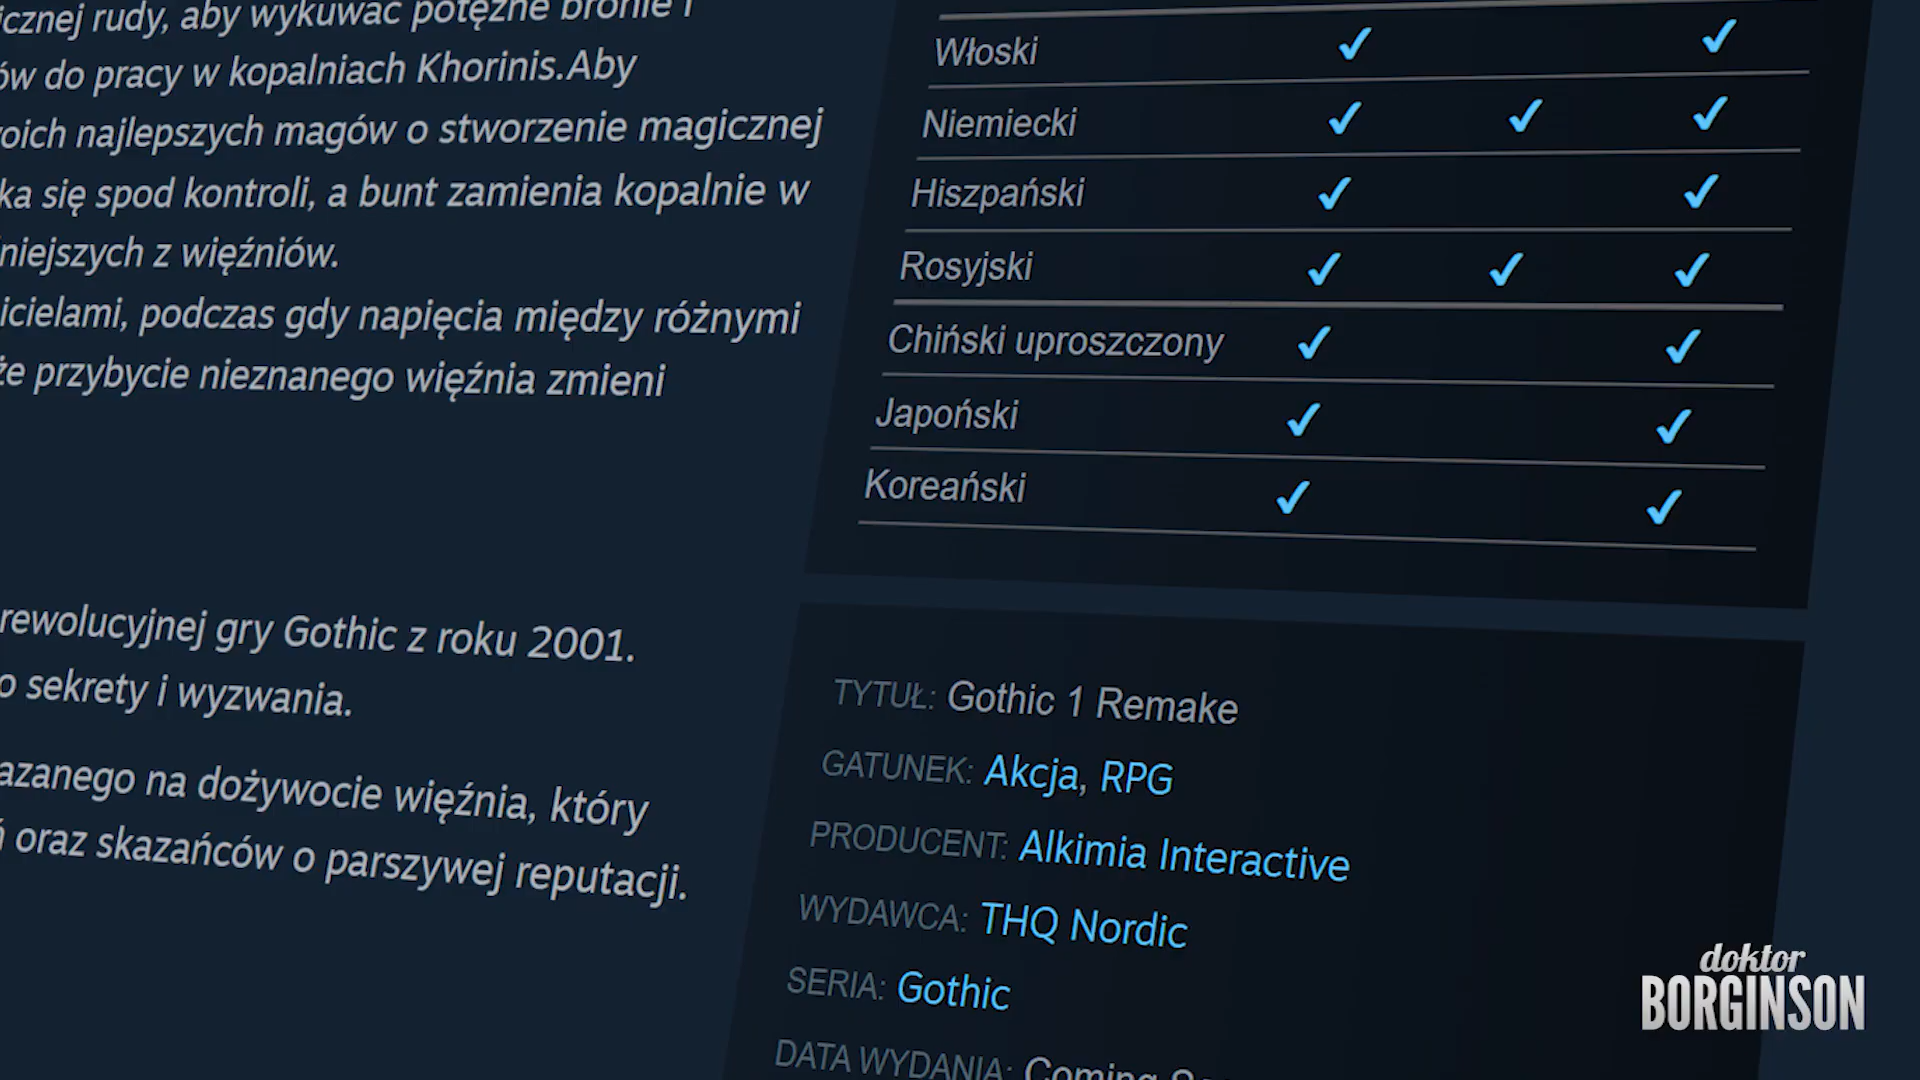 icznej rudy, aby wykuwać potężne bronie i
ów do pracy w kopalniach Khorinis.Aby
oich najlepszych magów o stworzenie magicznej
ka się spod kontroli, a bunt zamienia kopalnie w
niejszych z więźniów.
icielami, podczas gdy napięcia między różnymi
że przybycie nieznanego więźnia zmieni
rewolucyjnej gry Gothic z roku 2001.
o sekrety i wyzwania.
azanego na dożywocie więźnia, który
oraz skazańców o parszywej reputacji.
Włoski ✓ ✓
Niemiecki ✓ ✓ ✓
Hiszpański ✓ ✓
Rosyjski ✓ ✓ ✓
Chiński uproszczony ✓ ✓
Japoński ✓ ✓
Koreański ✓ ✓
TYTUŁ: Gothic 1 Remake
GATUNEK: Akcja, RPG
PRODUCENT: Alkimia Interactive
WYDAWCA: THQ Nordic
SERIA: Gothic
DATA WYDANIA: Coming
doktor
BORGINSON